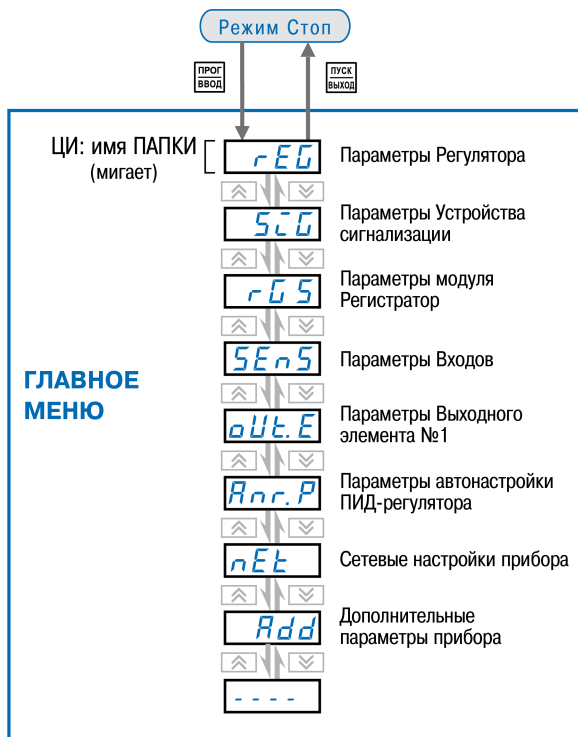 Режим Стоп
ПРОГ
ВВОД
ПУСК
ВЫХОД
ЦИ: имя ПАПКИ
(мигает)
rEG
Параметры Регулятора
SiG
Параметры Устройства
сигнализации
rGS
Параметры модуля
Регистратор
ГЛАВНОЕ
МЕНЮ
SEnS
Параметры Входов
oUt.E
Параметры Выходного
элемента №1
Anr.P
Параметры автонастройки
ПИД-регулятора
nEt
Сетевые настройки прибора
Add
Дополнительные
параметры прибора
- - - -